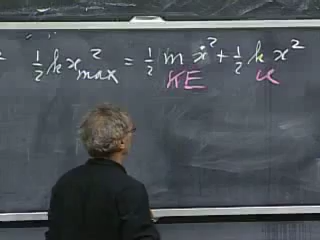 ½ k x²max = ½ m ẋ² + ½ k x²
KE U